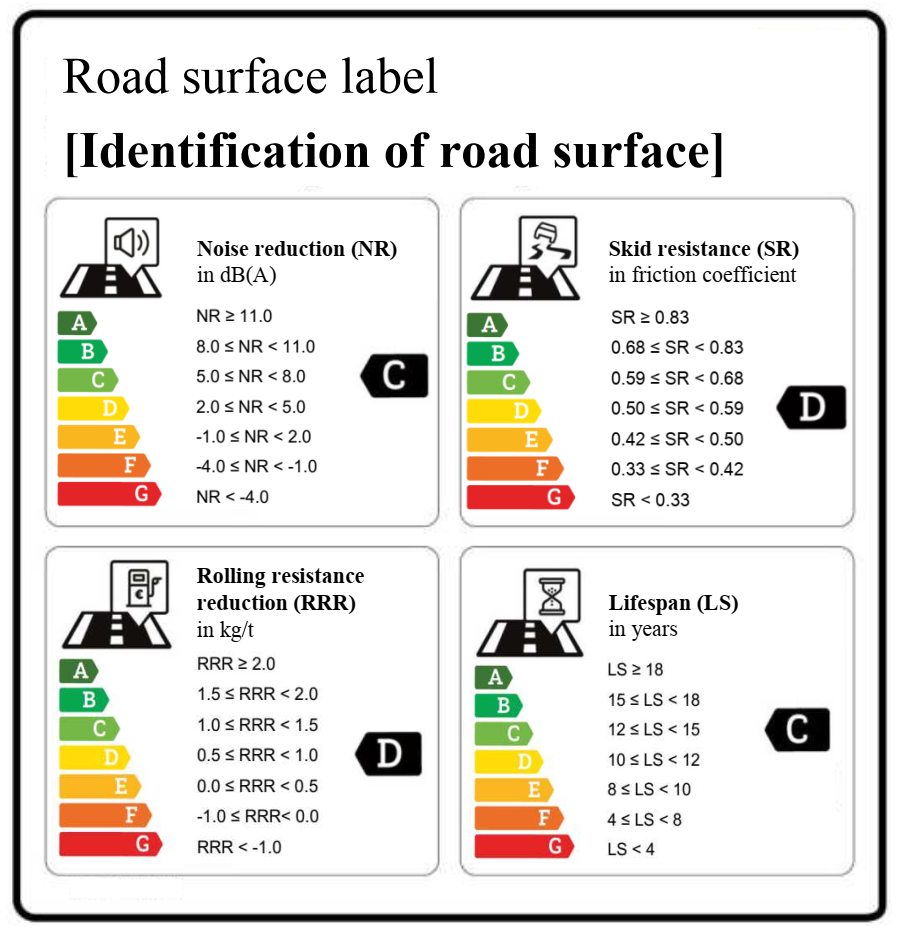 Road surface label
[Identification of road surface]
Noise reduction (NR)
in dB(A)
A NR ≥ 11.0
B 8.0 ≤ NR < 11.0
C 5.0 ≤ NR < 8.0
D 2.0 ≤ NR < 5.0
E -1.0 ≤ NR < 2.0
F -4.0 ≤ NR < -1.0
G NR < -4.0
C
Skid resistance (SR)
in friction coefficient
A SR ≥ 0.83
B 0.68 ≤ SR < 0.83
C 0.59 ≤ SR < 0.68
D 0.50 ≤ SR < 0.59
E 0.42 ≤ SR < 0.50
F 0.33 ≤ SR < 0.42
G SR < 0.33
D
€
Rolling resistance
reduction (RRR)
in kg/t
A RRR ≥ 2.0
B 1.5 ≤ RRR < 2.0
C 1.0 ≤ RRR < 1.5
D 0.5 ≤ RRR < 1.0
E 0.0 ≤ RRR < 0.5
F -1.0 ≤ RRR< 0.0
G RRR < -1.0
D
Lifespan (LS)
in years
A LS ≥ 18
B 15 ≤ LS < 18
C 12 ≤ LS < 15
D 10 ≤ LS < 12
E 8 ≤ LS < 10
F 4 ≤ LS < 8
G LS < 4
C